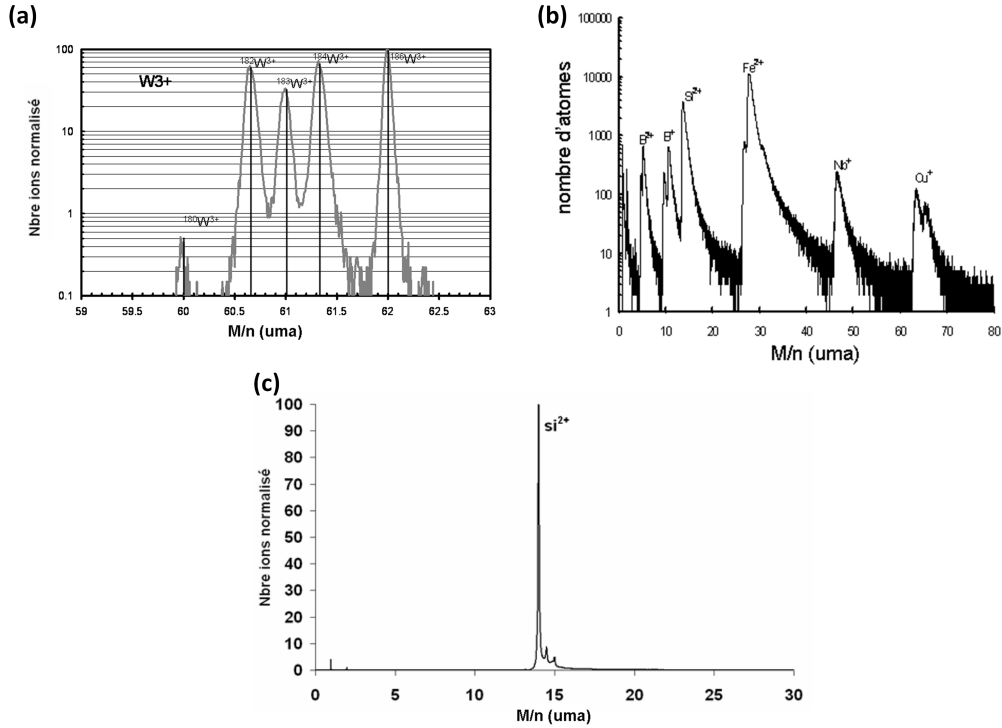 (a)
Nbre ions normalisé
100
10
1
0.1
W3+
182W3+
183W3+
184W3+
186W3+
180W3+
59
59.5
60
60.5
61
61.5
62
62.5
63
M/n (uma)
(b)
nombre d'atomes
100000
10000
1000
100
10
1
B2+
B+
Si2+
Fe2+
Nb+
Cu+
0
10
20
30
40
50
60
70
80
M/n (uma)
(c)
Nbre ions normalisé
100
90
80
70
60
50
40
30
20
10
0
si2+
0
5
10
15
20
25
30
M/n (uma)